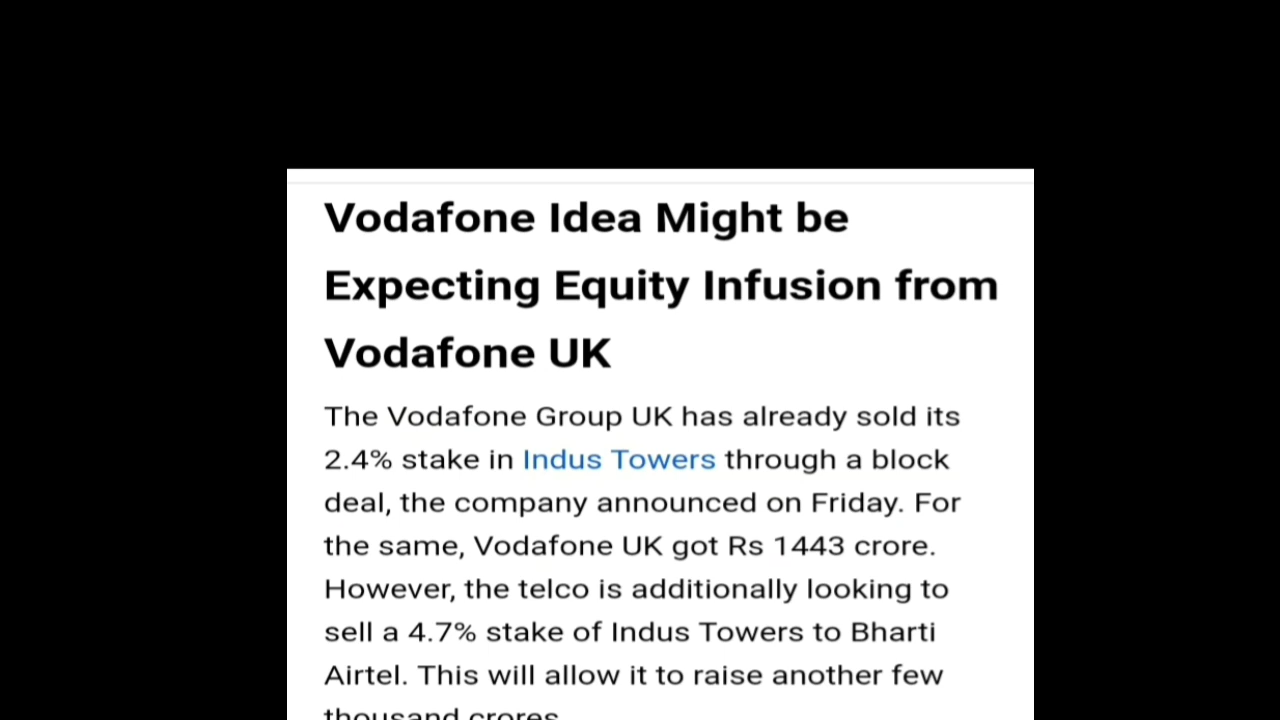 Vodafone Idea Might be
Expecting Equity Infusion from
Vodafone UK
The Vodafone Group UK has already sold its
2.4% stake in Indus Towers through a block
deal, the company announced on Friday. For
the same, Vodafone UK got Rs 1443 crore.
However, the telco is additionally looking to
sell a 4.7% stake of Indus Towers to Bharti
Airtel. This will allow it to raise another few
thousand crores.